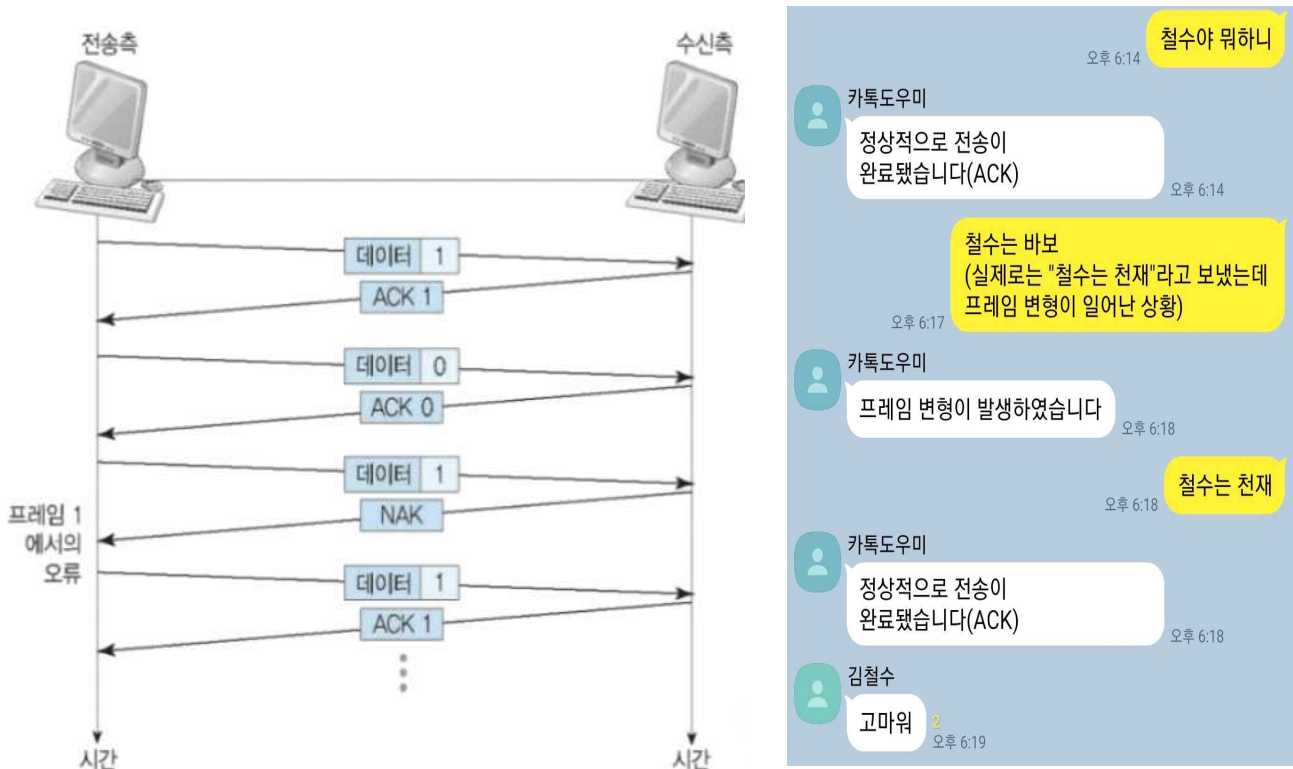 전송측
수신측
데이터 1
ACK 1
데이터 0
ACK 0
데이터 1
NAK
프레임 1
에서의
오류
데이터 1
ACK 1
시간
시간
철수야 뭐하니
오후 6:14
카톡도우미
정상적으로 전송이
완료됐습니다(ACK)
오후 6:14
철수는 바보
(실제로는 "철수는 천재"라고 보냈는데
프레임 변형이 일어난 상황)
오후 6:17
카톡도우미
프레임 변형이 발생하였습니다
오후 6:18
철수는 천재
오후 6:18
카톡도우미
정상적으로 전송이
완료됐습니다(ACK)
오후 6:18
김철수
고마워
2
오후 6:19